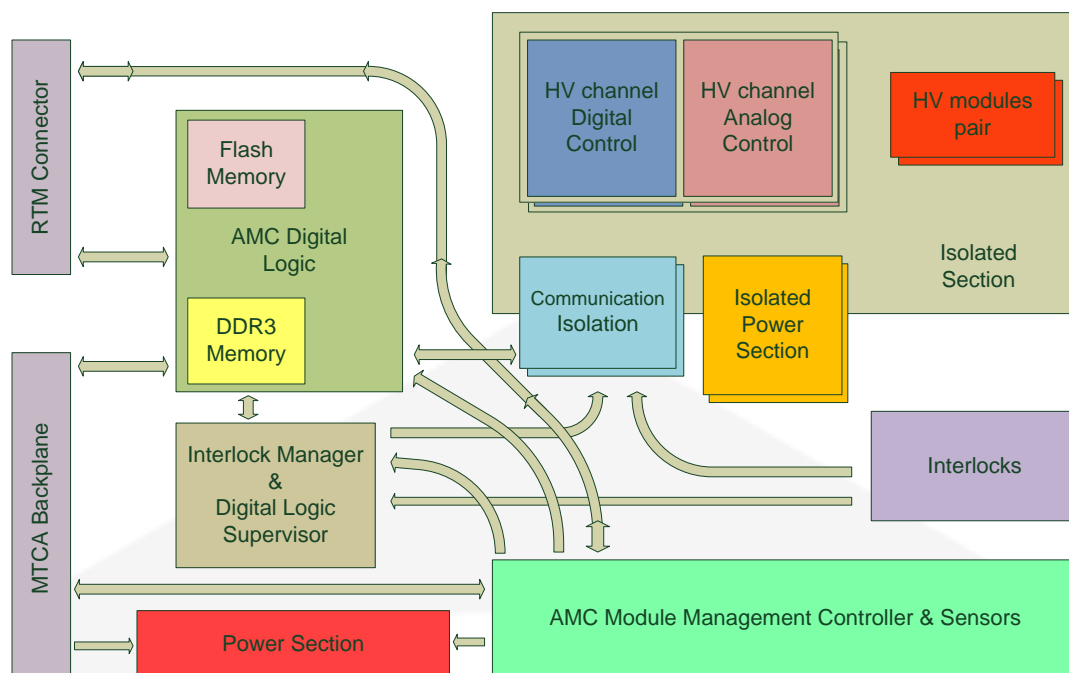 RTM Connector
Flash
Memory
AMC Digital
Logic
DDR3
Memory
HV channel
Digital
Control
HV channel
Analog
Control
HV modules
pair
Isolated
Section
Communication
Isolation
Isolated
Power
Section
MTCA Backplane
Interlock Manager
&
Digital Logic
Supervisor
Interlocks
AMC Module Management Controller & Sensors
Power Section